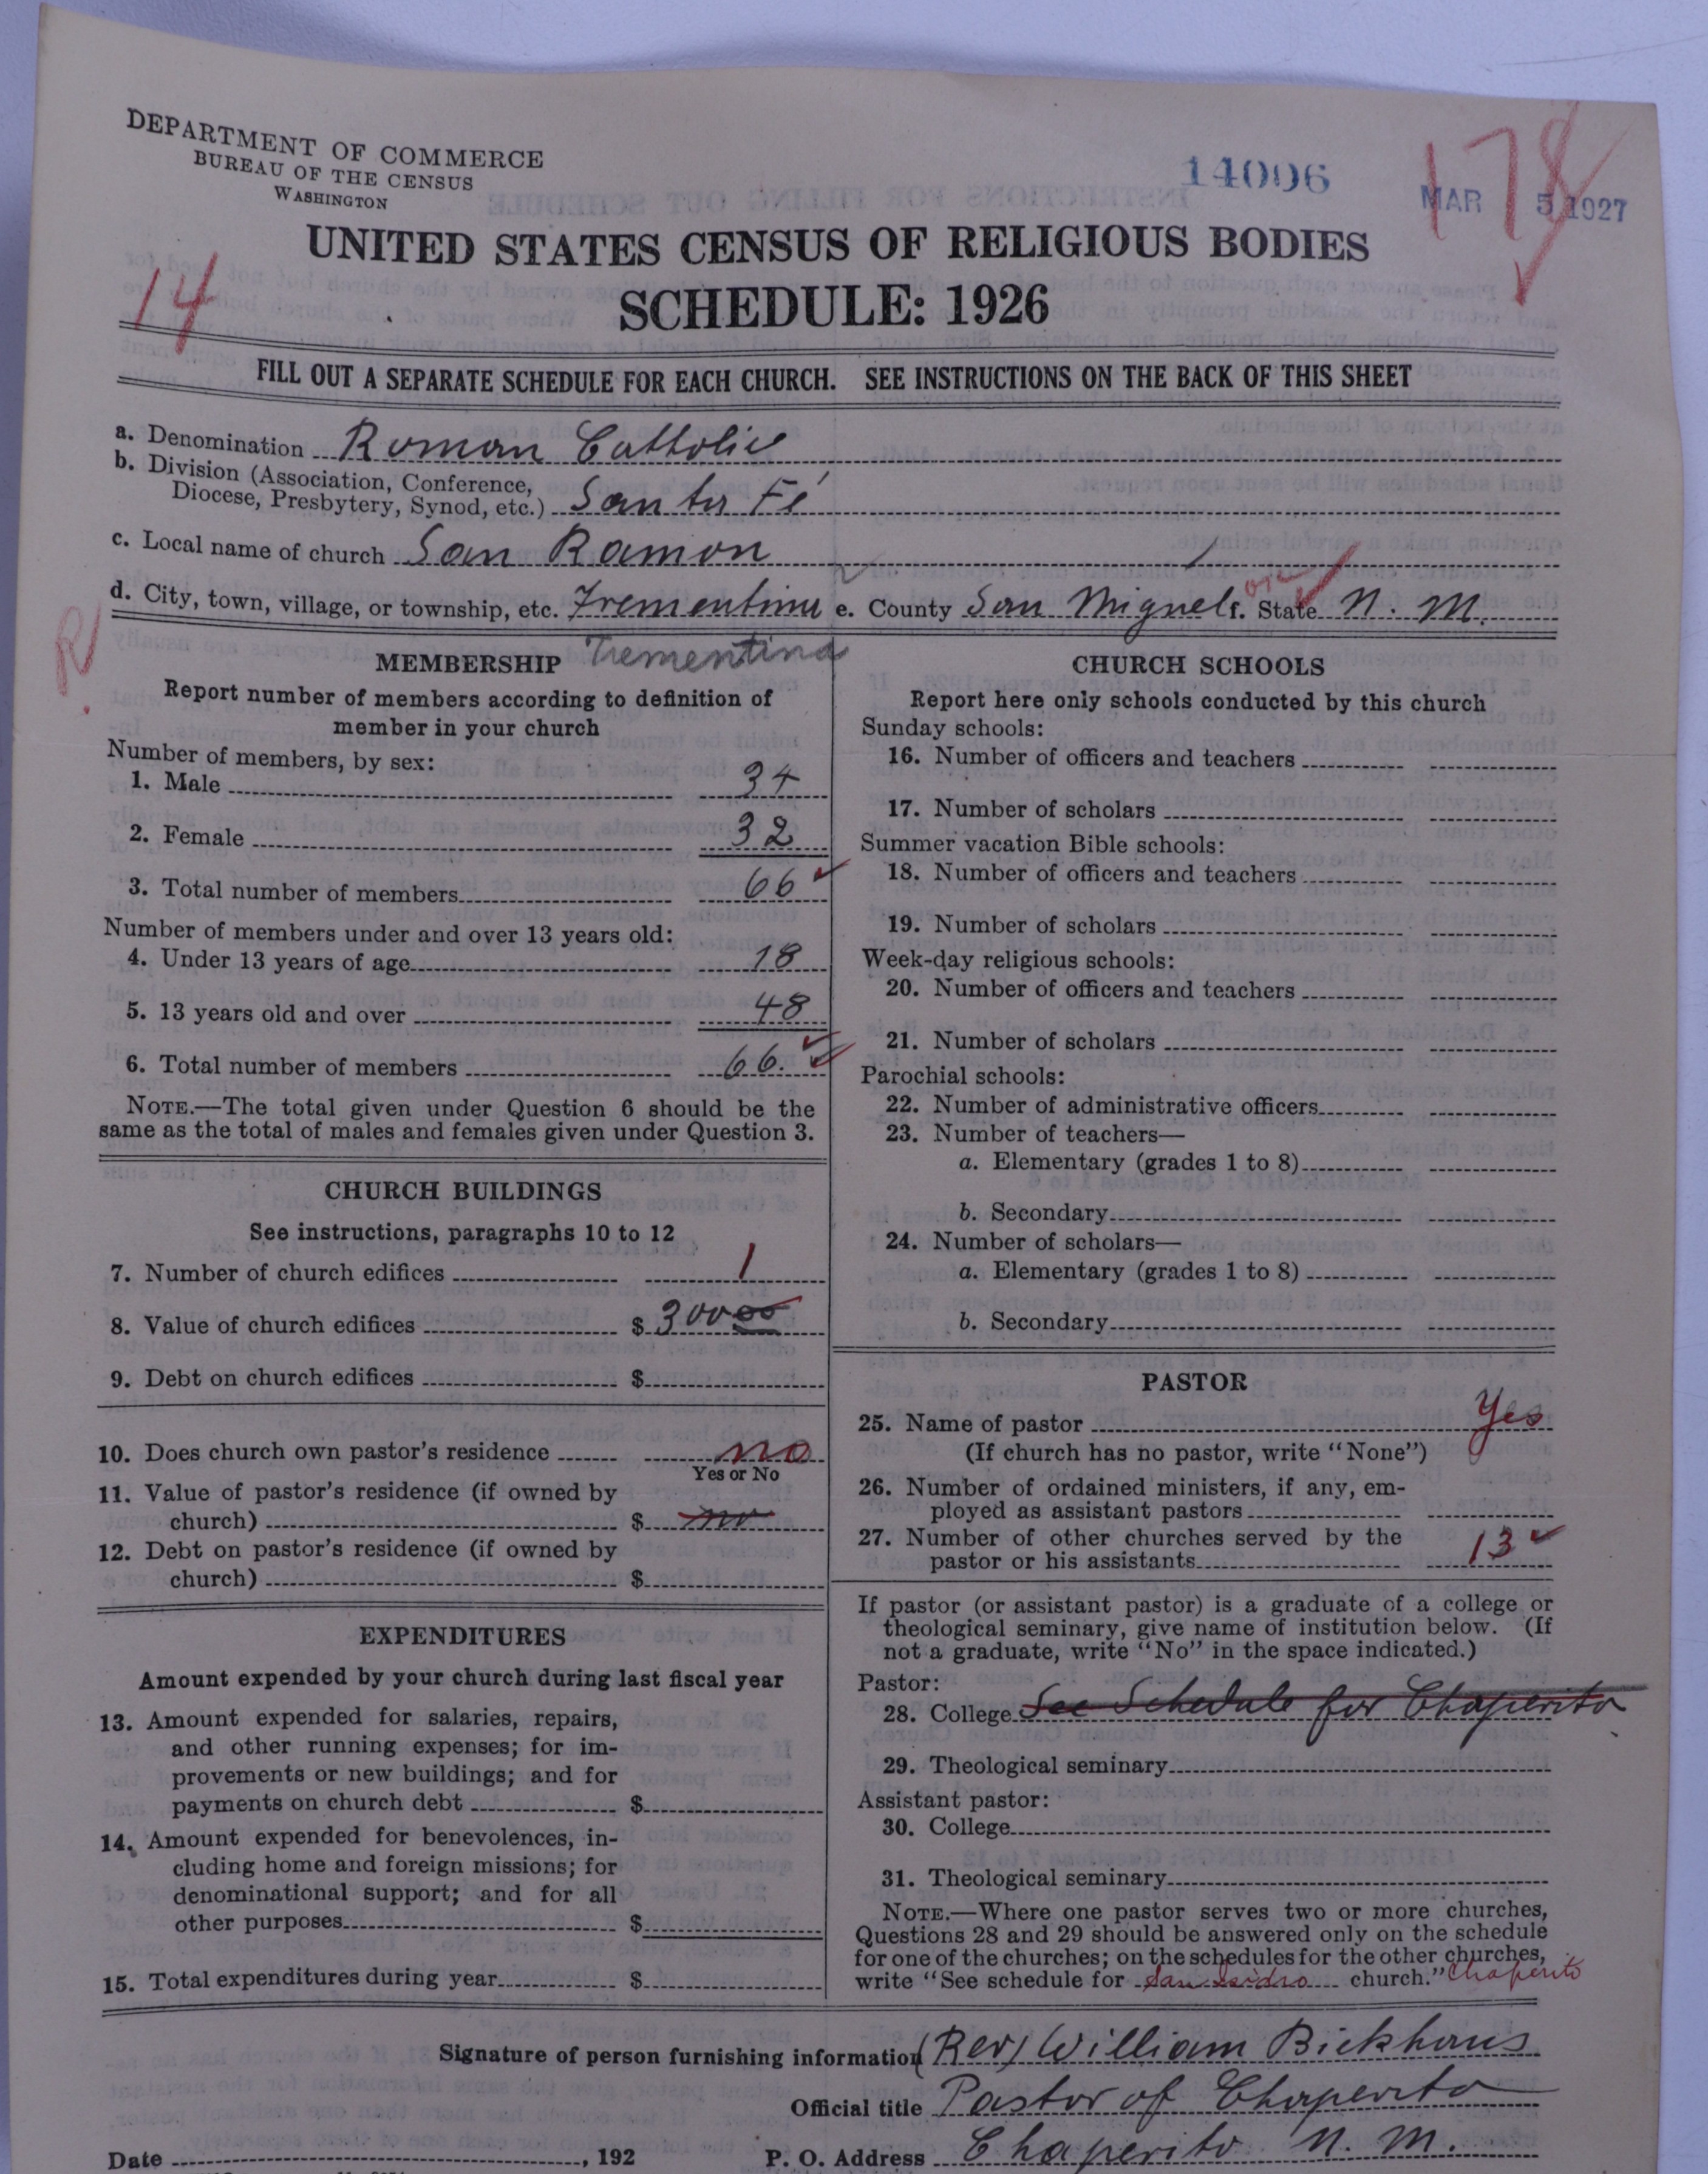 DEPARTMENT OF COMMERCE
BUREAU OF THE CENSUS
WASHINGTON
14006
178
MAR 5 1927
UNITED STATES CENSUS OF RELIGIOUS BODIES
14
SCHEDULE: 1926
FILL OUT A SEPARATE SCHEDULE FOR EACH CHURCH. SEE INSTRUCTIONS ON THE BACK OF THIS SHEET
a. Denomination Roman Catholic
b. Division (Association, Conference,
Diocese, Presbytery, Synod, etc.) Santa Fé
c. Local name of church San Ramon
d. City, town, village, or township, etc. Trementina e. County San Miguel f. State N. M.
R
Trementina
MEMBERSHIP
Report number of members according to definition of
member in your church
Number of members, by sex:
1. Male 34
2. Female 32
3. Total number of members 66
Number of members under and over 13 years old:
4. Under 13 years of age 18
5. 13 years old and over 48
6. Total number of members 66.
NOTE.—The total given under Question 6 should be the
same as the total of males and females given under Question 3.
CHURCH BUILDINGS
See instructions, paragraphs 10 to 12
7. Number of church edifices 1
8. Value of church edifices $ 30000
9. Debt on church edifices $
10. Does church own pastor's residence no
Yes or No
11. Value of pastor's residence (if owned by
church) $ no
12. Debt on pastor's residence (if owned by
church) $
EXPENDITURES
Amount expended by your church during last fiscal year
13. Amount expended for salaries, repairs,
and other running expenses; for im-
provements or new buildings; and for
payments on church debt $
14. Amount expended for benevolences, in-
cluding home and foreign missions; for
denominational support; and for all
other purposes $
15. Total expenditures during year $
CHURCH SCHOOLS
Report here only schools conducted by this church
Sunday schools:
16. Number of officers and teachers
17. Number of scholars
Summer vacation Bible schools:
18. Number of officers and teachers
19. Number of scholars
Week-day religious schools:
20. Number of officers and teachers
21. Number of scholars
Parochial schools:
22. Number of administrative officers
23. Number of teachers—
a. Elementary (grades 1 to 8)
b. Secondary
24. Number of scholars—
a. Elementary (grades 1 to 8)
b. Secondary
PASTOR
25. Name of pastor Yes
(If church has no pastor, write "None")
26. Number of ordained ministers, if any, em-
ployed as assistant pastors
27. Number of other churches served by the
pastor or his assistants 13
If pastor (or assistant pastor) is a graduate of a college or
theological seminary, give name of institution below. (If
not a graduate, write "No" in the space indicated.)
Pastor:
28. College See Schedule for Chaperito
29. Theological seminary
Assistant pastor:
30. College
31. Theological seminary
NOTE.—Where one pastor serves two or more churches,
Questions 28 and 29 should be answered only on the schedule
for one of the churches; on the schedules for the other churches,
write "See schedule for San Isidro church." Chaperito
Signature of person furnishing information (Rev) William Bickhaus
Official title Pastor of Chaperito
Date , 192 P. O. Address Chaperito N. M.